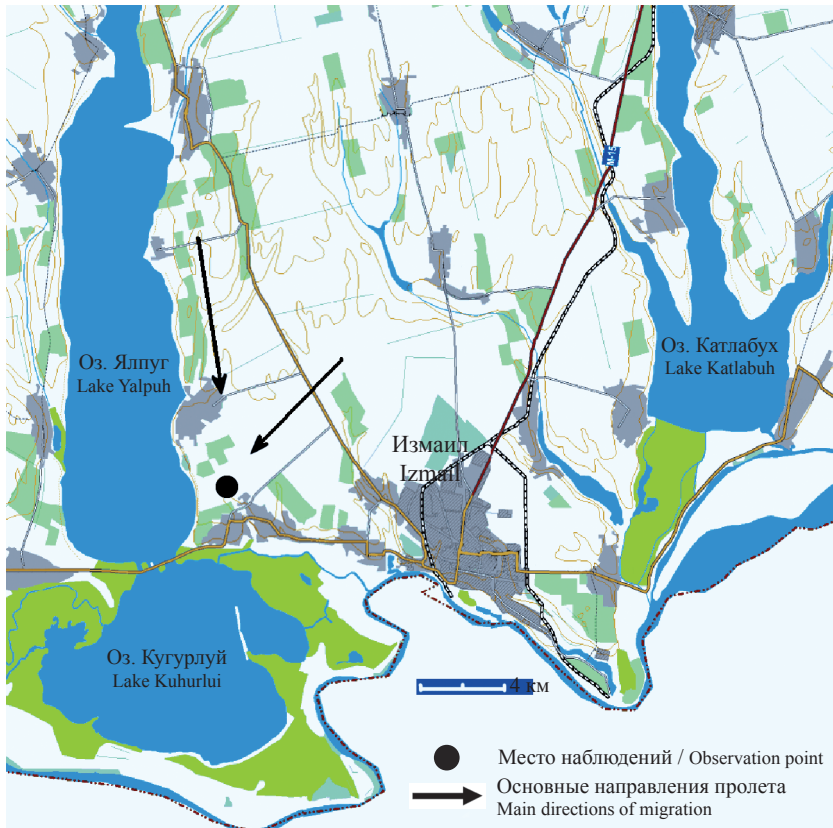 М-15
Оз. Ялпуг
Lake Yalpuh
Оз. Катлабух
Lake Katlabuh
Измаил
Izmail
Оз. Кугурлуй
Lake Kuhurlui
4 км
Место наблюдений / Observation point
Основные направления пролета
Main directions of migration